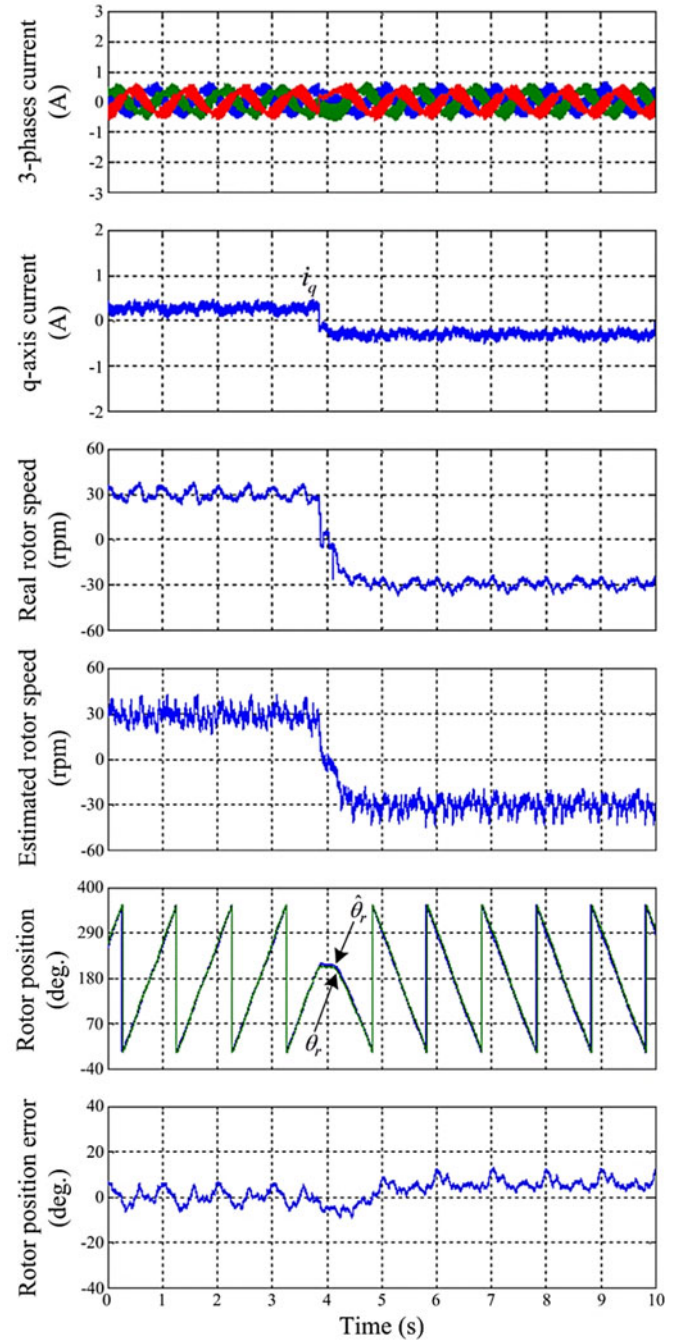 3-phases current
(A)
3
2
1
0
-1
-2
-3
q-axis current
(A)
2
1
0
-1
-2
i_q
Real rotor speed
(rpm)
60
30
0
-30
-60
Estimated rotor speed
(rpm)
60
30
0
-30
-60
Rotor position
(deg.)
400
290
180
70
-40
θ̂_r
θ_r
Rotor position error
(deg.)
40
20
0
-20
-40
0 1 2 3 4 5 6 7 8 9 10
Time (s)